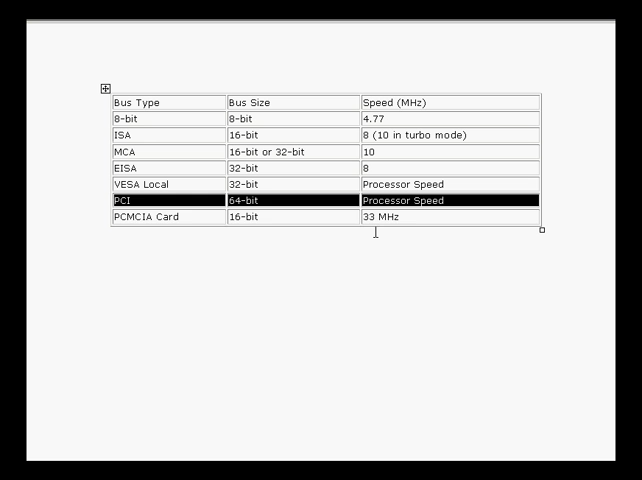 Bus Type Bus Size Speed (MHz)
8-bit 8-bit 4.77
ISA 16-bit 8 (10 in turbo mode)
MCA 16-bit or 32-bit 10
EISA 32-bit 8
VESA Local 32-bit Processor Speed
PCI 64-bit Processor Speed
PCMCIA Card 16-bit 33 MHz